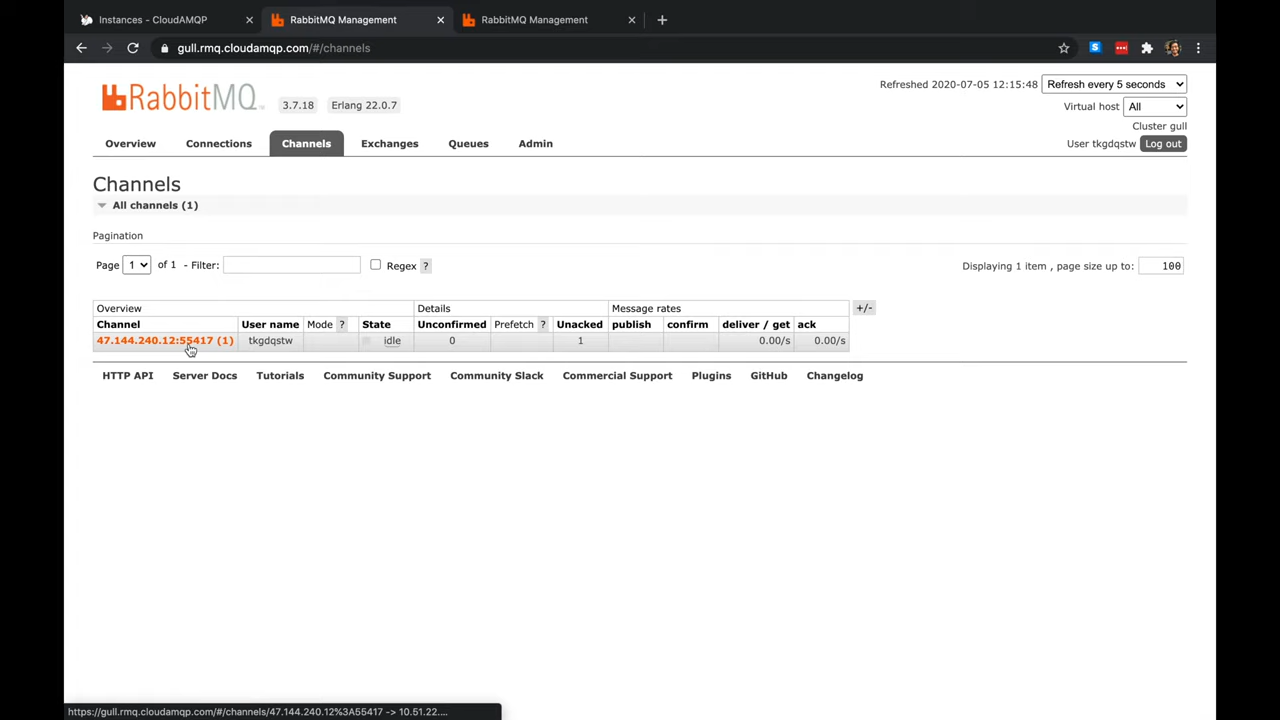 Instances - CloudAMQP
RabbitMQ Management
RabbitMQ Management
gull.rmq.cloudamqp.com/#/channels
S
Refreshed 2020-07-05 12:15:48 Refresh every 5 seconds
RabbitMQ TM 3.7.18 Erlang 22.0.7
Virtual host All
Cluster gull
User tkgdqstw Log out
Overview Connections Channels Exchanges Queues Admin
Channels
All channels (1)
Pagination
Page 1 of 1 - Filter: Regex ? Displaying 1 item , page size up to: 100
Overview Details Message rates +/-
Channel User name Mode ? State Unconfirmed Prefetch ? Unacked publish confirm deliver / get ack
47.144.240.12:55417 (1) tkgdqstw idle 0 1 0.00/s 0.00/s
HTTP API Server Docs Tutorials Community Support Community Slack Commercial Support Plugins GitHub Changelog
https://gull.rmq.cloudamqp.com/#/channels/47.144.240.12%3A55417 -> 10.51.22....